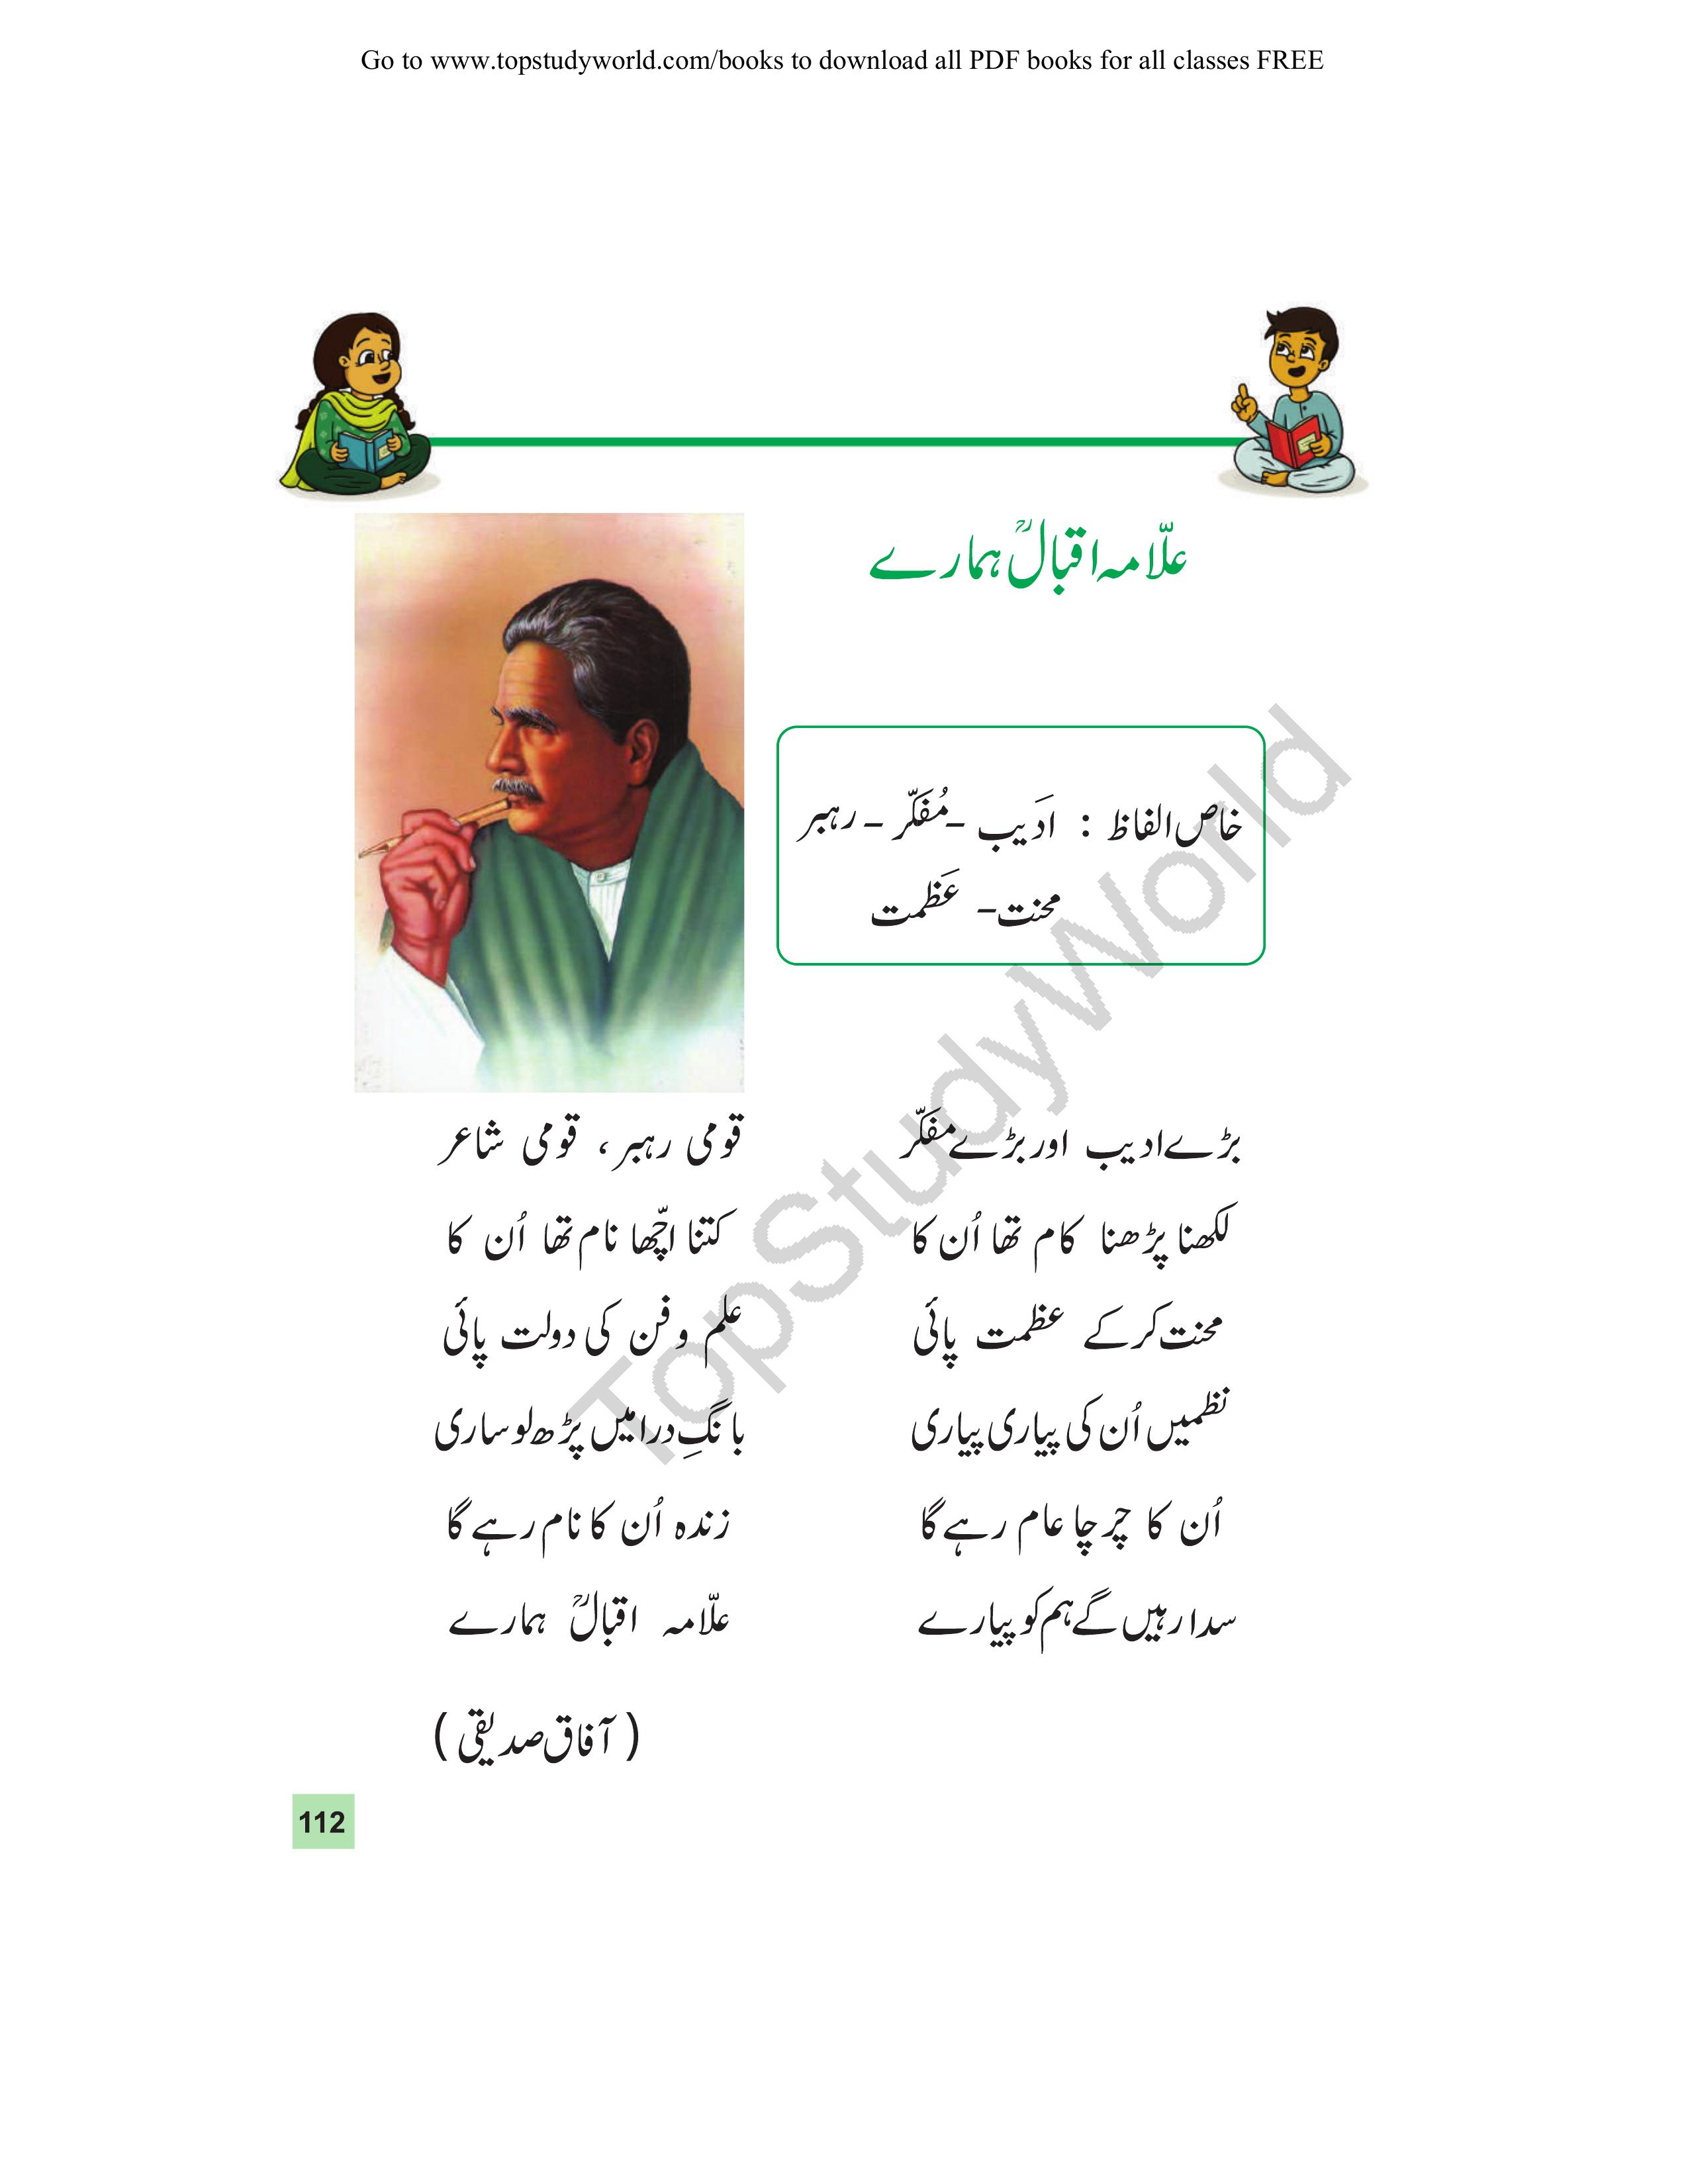 Go to www.topstudyworld.com/books to download all PDF books for all classes FREE
علّامہ اقبالؒ ہمارے
خاص الفاظ : ادَیب - مُفَکّر - رہبر
محنت - عَظمت
بڑے ادیب اور بڑے مفَکّر قومی رہبر ، قومی شاعر
لکھنا پڑھنا کام تھا اُن کا کتنا اچّھا نام تھا اُن کا
محنت کر کے عظمت پائی علم و فن کی دولت پائی
نظمیں اُن کی پیاری پیاری بانگِ درا میں پڑھ لو ساری
اُن کا چرچا عام رہے گا زندہ اُن کا نام رہے گا
سدا رہیں گے ہم کو پیارے علّامہ اقبالؒ ہمارے
( آفاق صدیقی )
112
TopStudyWorld